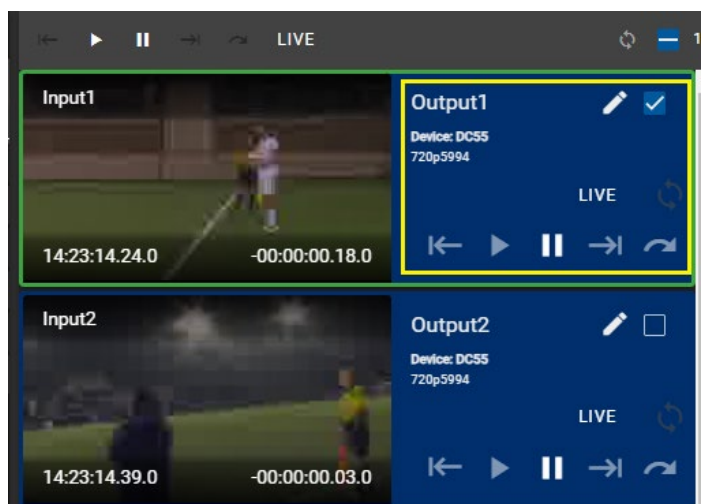 LIVE
1
Input1
Output1
Device: DC55
720p5994
LIVE
14:23:14.24.0 -00:00:00.18.0
Input2
Output2
Device: DC55
720p5994
LIVE
14:23:14.39.0 -00:00:00.03.0